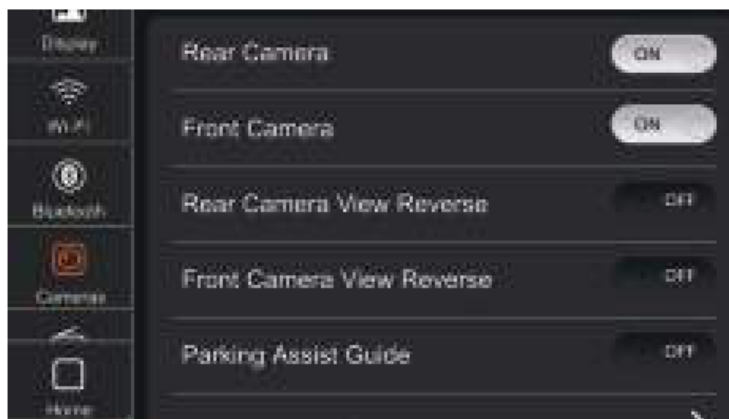 Display
Wi-Fi
Bluetooth
Cameras
Home
Rear Camera
ON
Front Camera
ON
Rear Camera View Reverse
OFF
Front Camera View Reverse
OFF
Parking Assist Guide
OFF